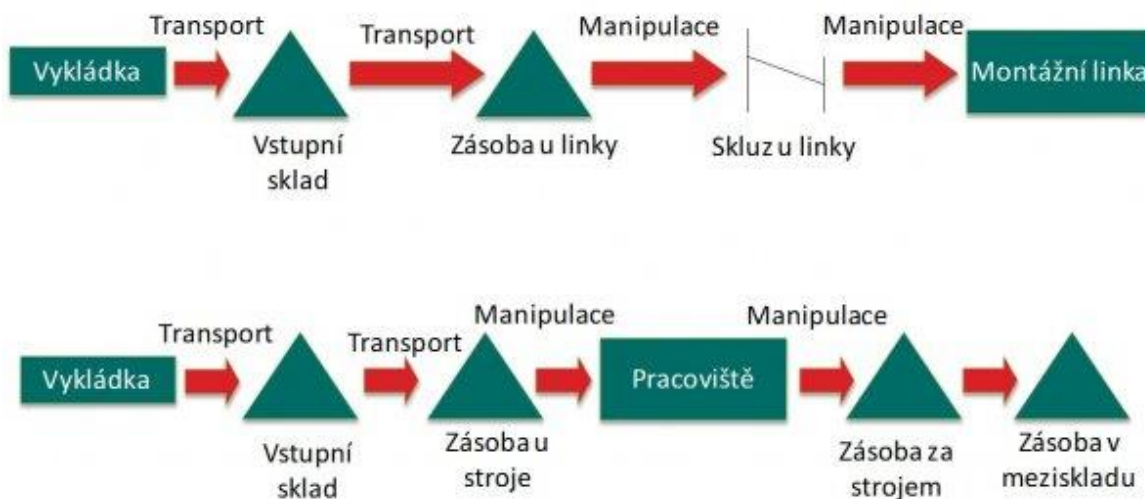 Transport
Transport
Manipulace
Manipulace
Vykládka
Montážní linka
Vstupní
sklad
Zásoba u linky
Skluz u linky
Transport
Transport
Manipulace
Manipulace
Vykládka
Pracoviště
Vstupní
sklad
Zásoba u
stroje
Zásoba za
strojem
Zásoba v
meziskladu